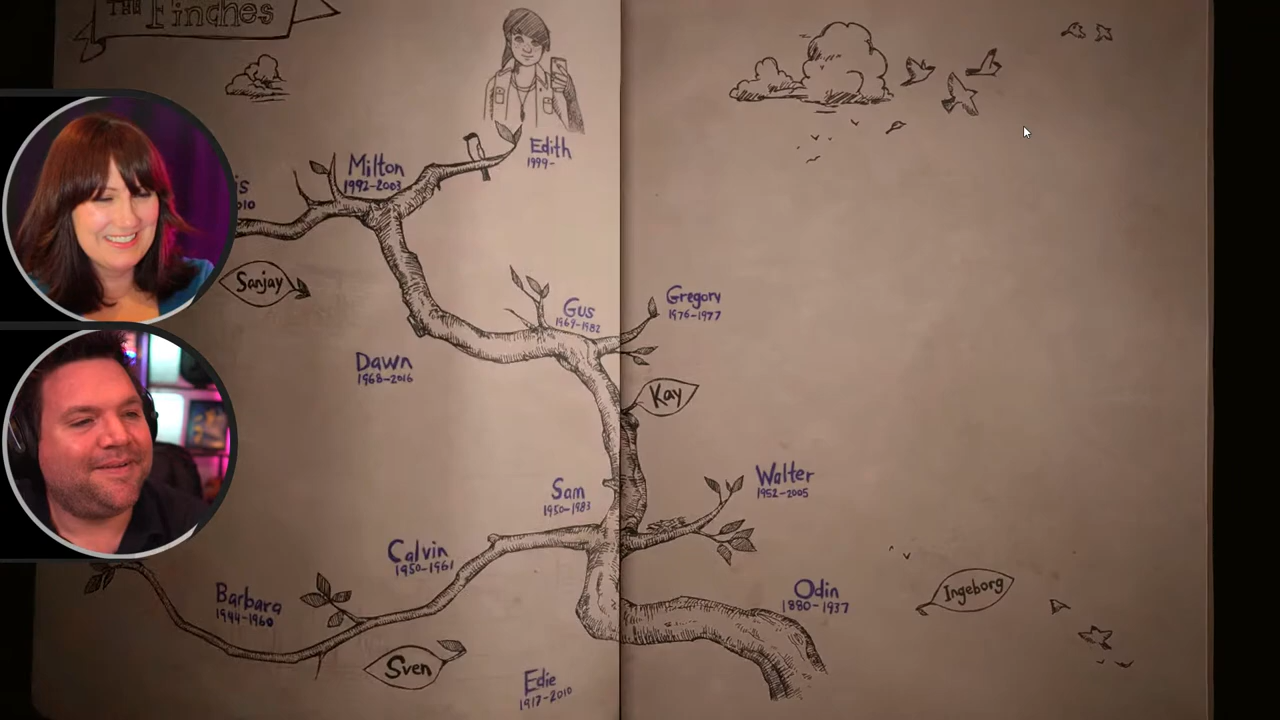 THE Finches
Edith
1999-
Milton
1992-2003
is
010
Sanjay
Gus
1969-1982
Gregory
1976-1977
Dawn
1968-2016
Kay
Sam
1950-1983
Walter
1952-2005
Calvin
1950-1961
Barbara
1944-1960
Odin
1880-1937
Ingeborg
Sven
Edie
1917-2010